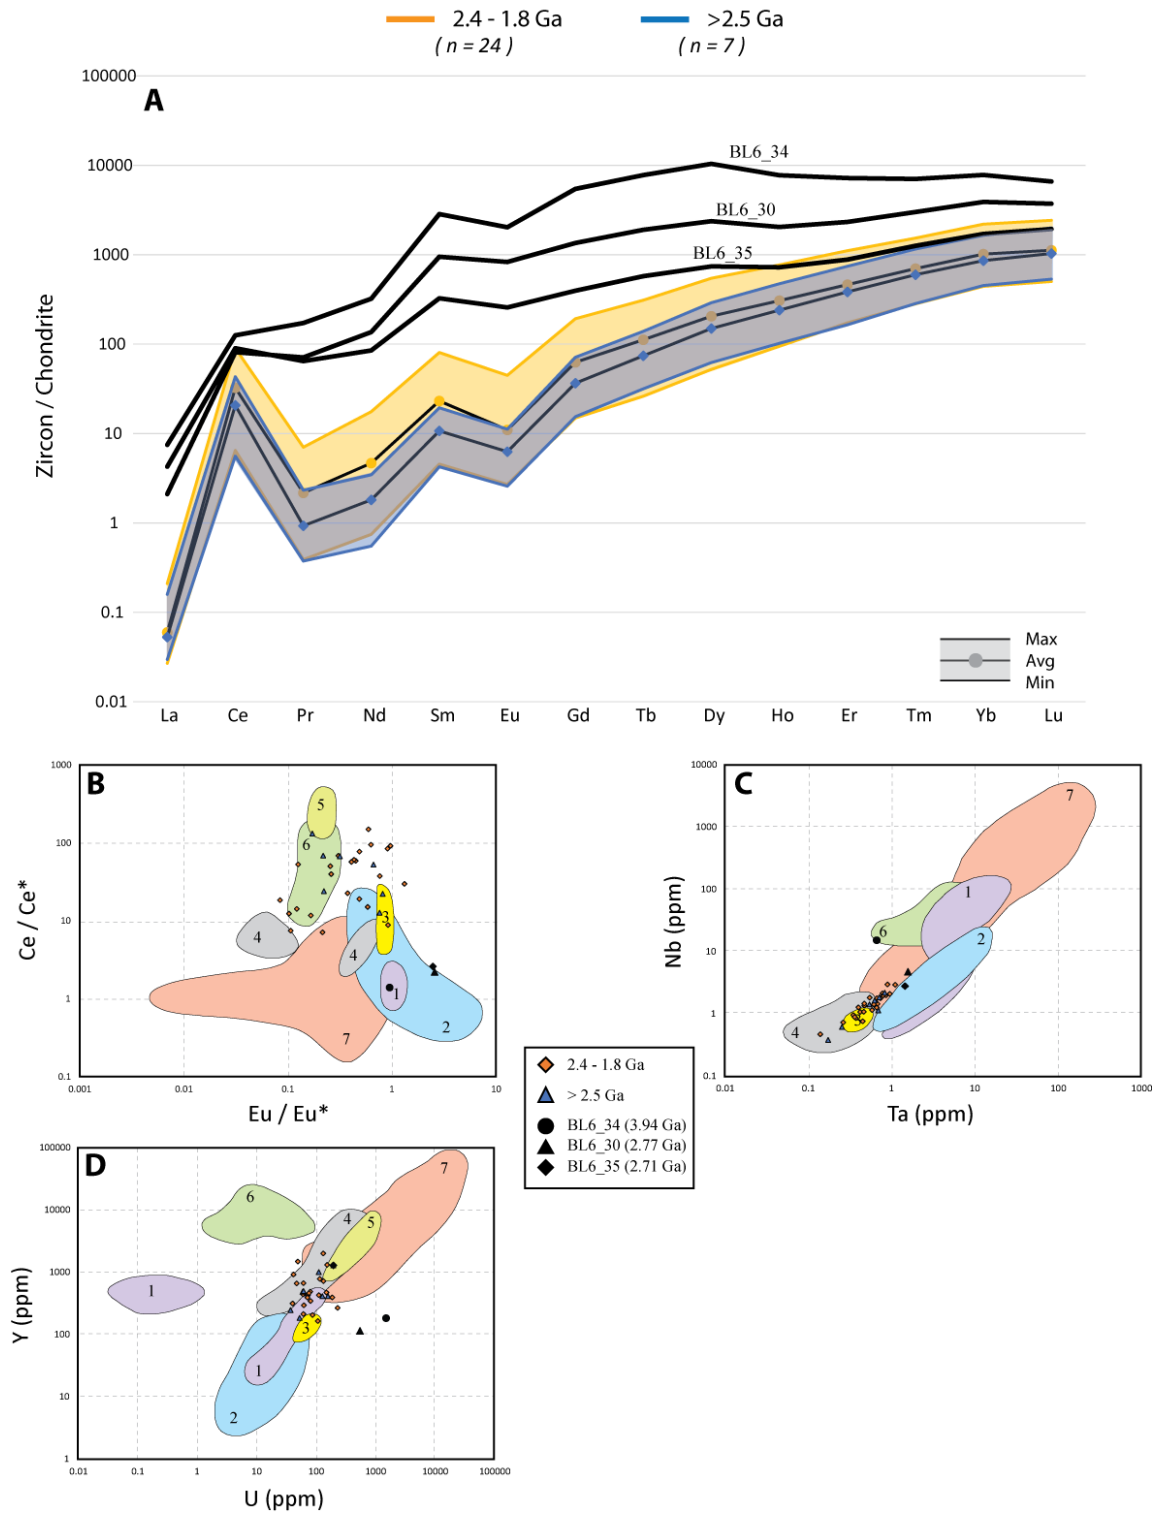 2.4 - 1.8 Ga >2.5 Ga
( n = 24 ) ( n = 7 )
A
100000
10000
1000
100
10
1
0.1
0.01
Zircon / Chondrite
BL6_34
BL6_30
BL6_35
Max
Avg
Min
La Ce Pr Nd Sm Eu Gd Tb Dy Ho Er Tm Yb Lu
B
1000
100
10
1
0.1
Ce / Ce*
5
6
4
3
4
1
2
7
0.001 0.01 0.1 1 10
Eu / Eu*
C
10000
1000
100
10
1
0.1
Nb (ppm)
7
1
6
2
5
4
0.01 0.1 1 10 100 1000
Ta (ppm)
2.4 - 1.8 Ga
> 2.5 Ga
BL6_34 (3.94 Ga)
BL6_30 (2.77 Ga)
BL6_35 (2.71 Ga)
D
100000
10000
1000
100
10
1
Y (ppm)
7
6
4
5
1
3
1
2
0.01 0.1 1 10 100 1000 10000 100000
U (ppm)